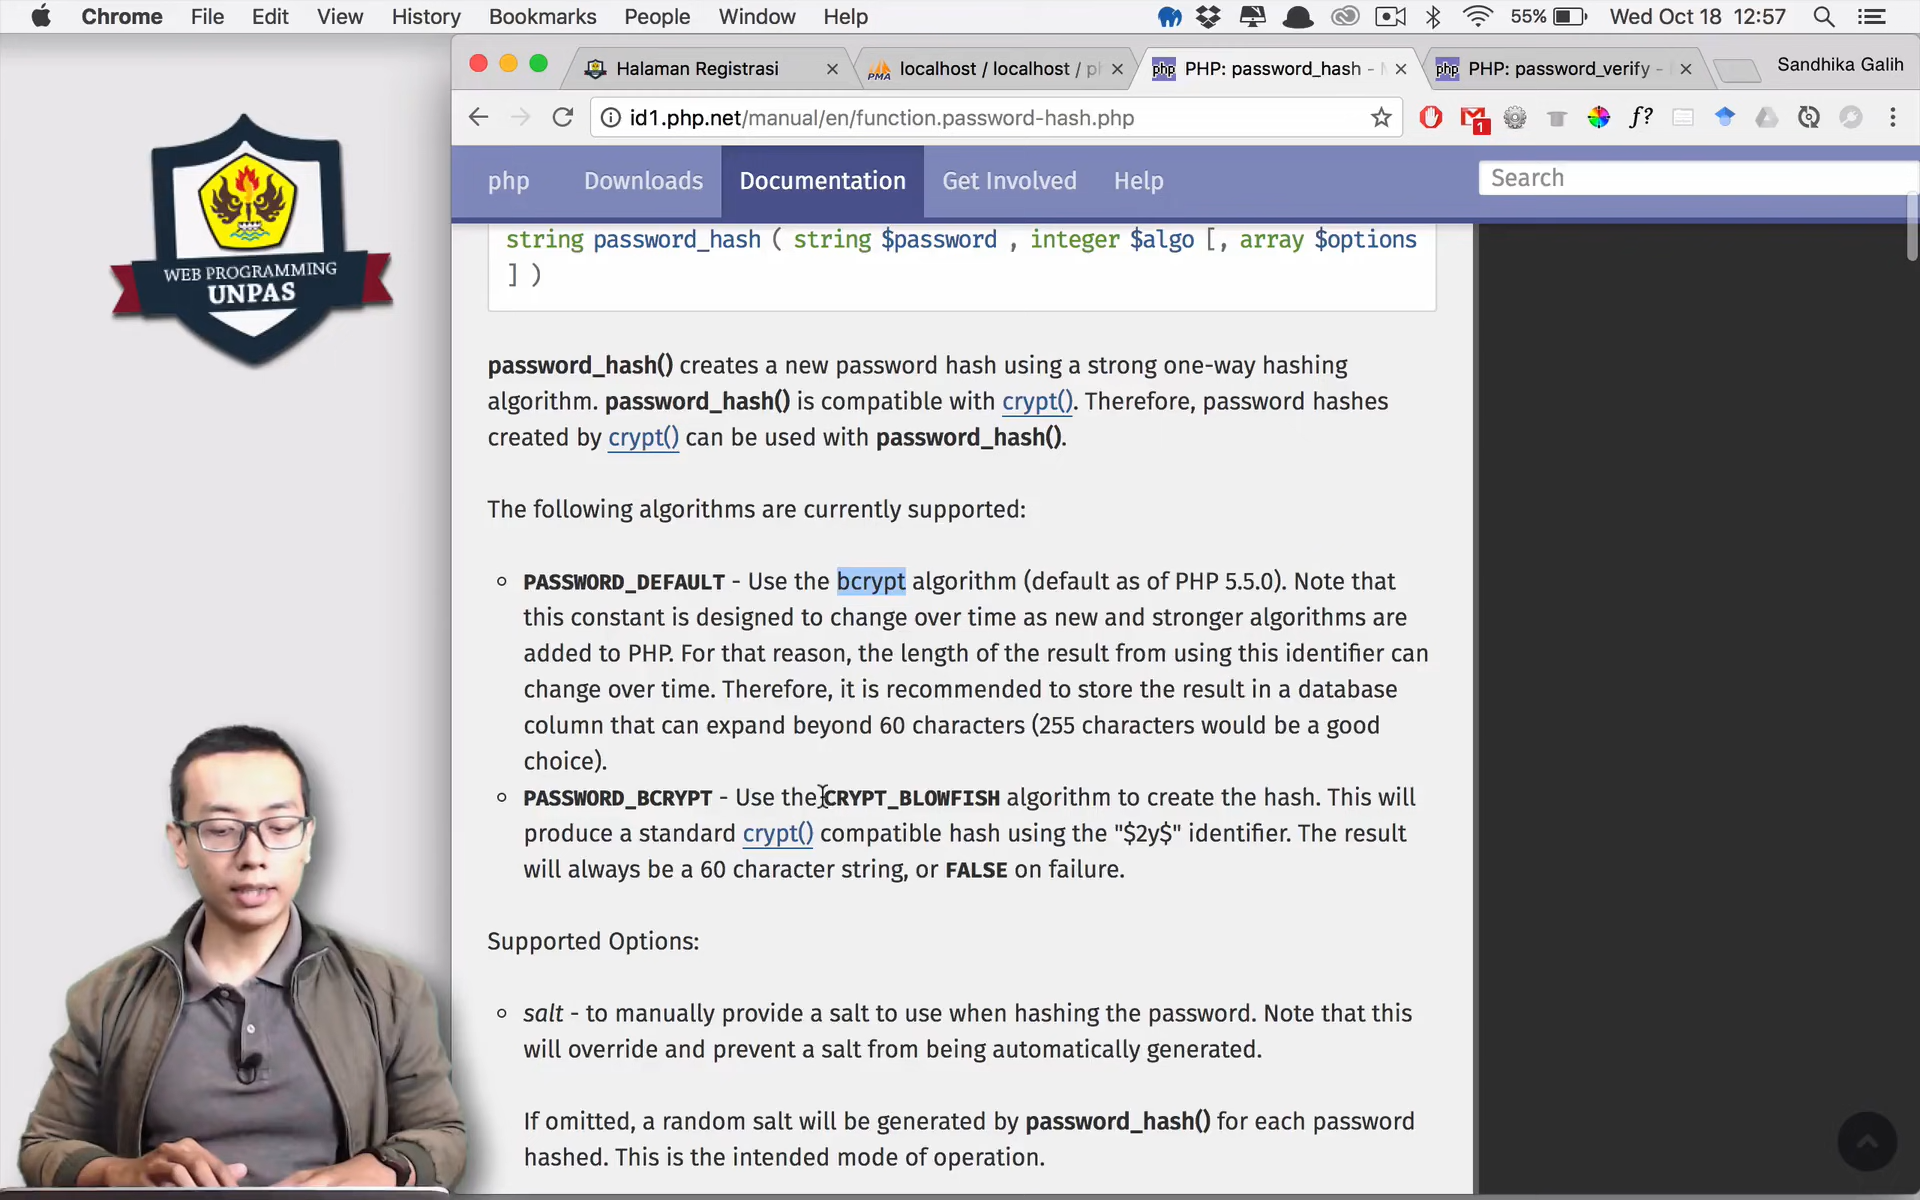 Chrome File Edit View History Bookmarks People Window Help 55% Wed Oct 18 12:57
Halaman Registrasi
PMA localhost / localhost / p
php PHP: password_hash -
php PHP: password_verify -
Sandhika Galih
id1.php.net/manual/en/function.password-hash.php
f?
1
php Downloads Documentation Get Involved Help Search
WEB PROGRAMMING
UNPAS
string password_hash ( string $password , integer $algo [, array $options
] )
password_hash() creates a new password hash using a strong one-way hashing
algorithm. password_hash() is compatible with crypt(). Therefore, password hashes
created by crypt() can be used with password_hash().
The following algorithms are currently supported:
PASSWORD_DEFAULT - Use the bcrypt algorithm (default as of PHP 5.5.0). Note that
this constant is designed to change over time as new and stronger algorithms are
added to PHP. For that reason, the length of the result from using this identifier can
change over time. Therefore, it is recommended to store the result in a database
column that can expand beyond 60 characters (255 characters would be a good
choice).
PASSWORD_BCRYPT - Use the CRYPT_BLOWFISH algorithm to create the hash. This will
produce a standard crypt() compatible hash using the "$2y$" identifier. The result
will always be a 60 character string, or FALSE on failure.
Supported Options:
salt - to manually provide a salt to use when hashing the password. Note that this
will override and prevent a salt from being automatically generated.
If omitted, a random salt will be generated by password_hash() for each password
hashed. This is the intended mode of operation.